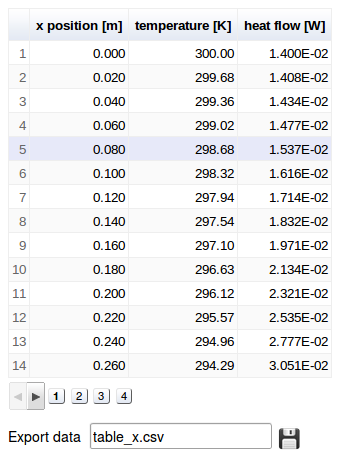 x position [m] temperature [K] heat flow [W]
1 0.000 300.00 1.400E-02
2 0.020 299.68 1.408E-02
3 0.040 299.36 1.434E-02
4 0.060 299.02 1.477E-02
5 0.080 298.68 1.537E-02
6 0.100 298.32 1.616E-02
7 0.120 297.94 1.714E-02
8 0.140 297.54 1.832E-02
9 0.160 297.10 1.971E-02
10 0.180 296.63 2.134E-02
11 0.200 296.12 2.321E-02
12 0.220 295.57 2.535E-02
13 0.240 294.96 2.777E-02
14 0.260 294.29 3.051E-02
1 2 3 4
Export data table_x.csv